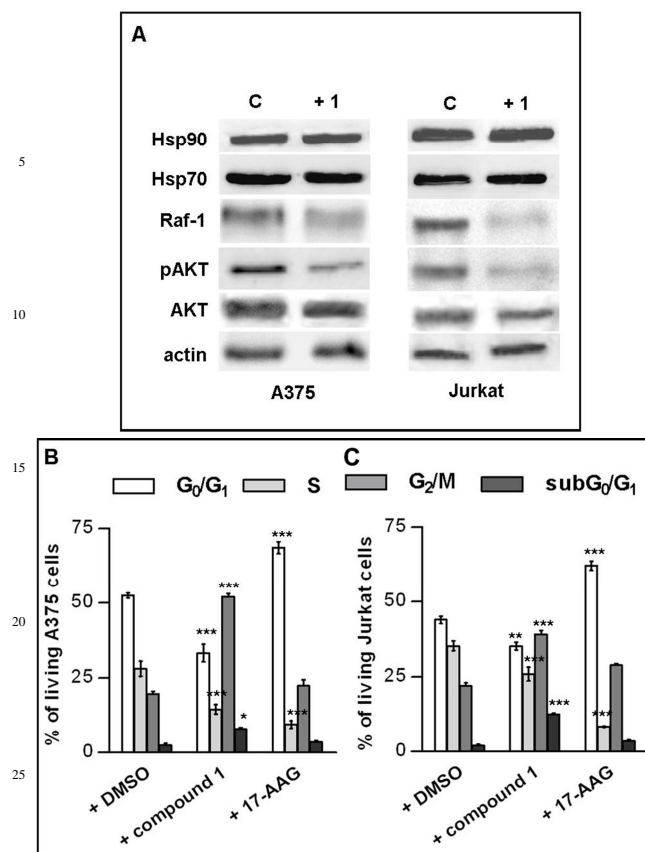 A
C + 1 C + 1
Hsp90
5
Hsp70
Raf-1
pAKT
10
AKT
actin
A375 Jurkat
15
B C
G0/G1 S G2/M subG0/G1
75 75
*** ***
% of living A375 cells
% of living Jurkat cells
20
50 50
*** *** ** *** ***
25 25
*** * *** *** ***
0 0
25
+ DMSO + compound 1 + 17-AAG
+ DMSO + compound 1 + 17-AAG